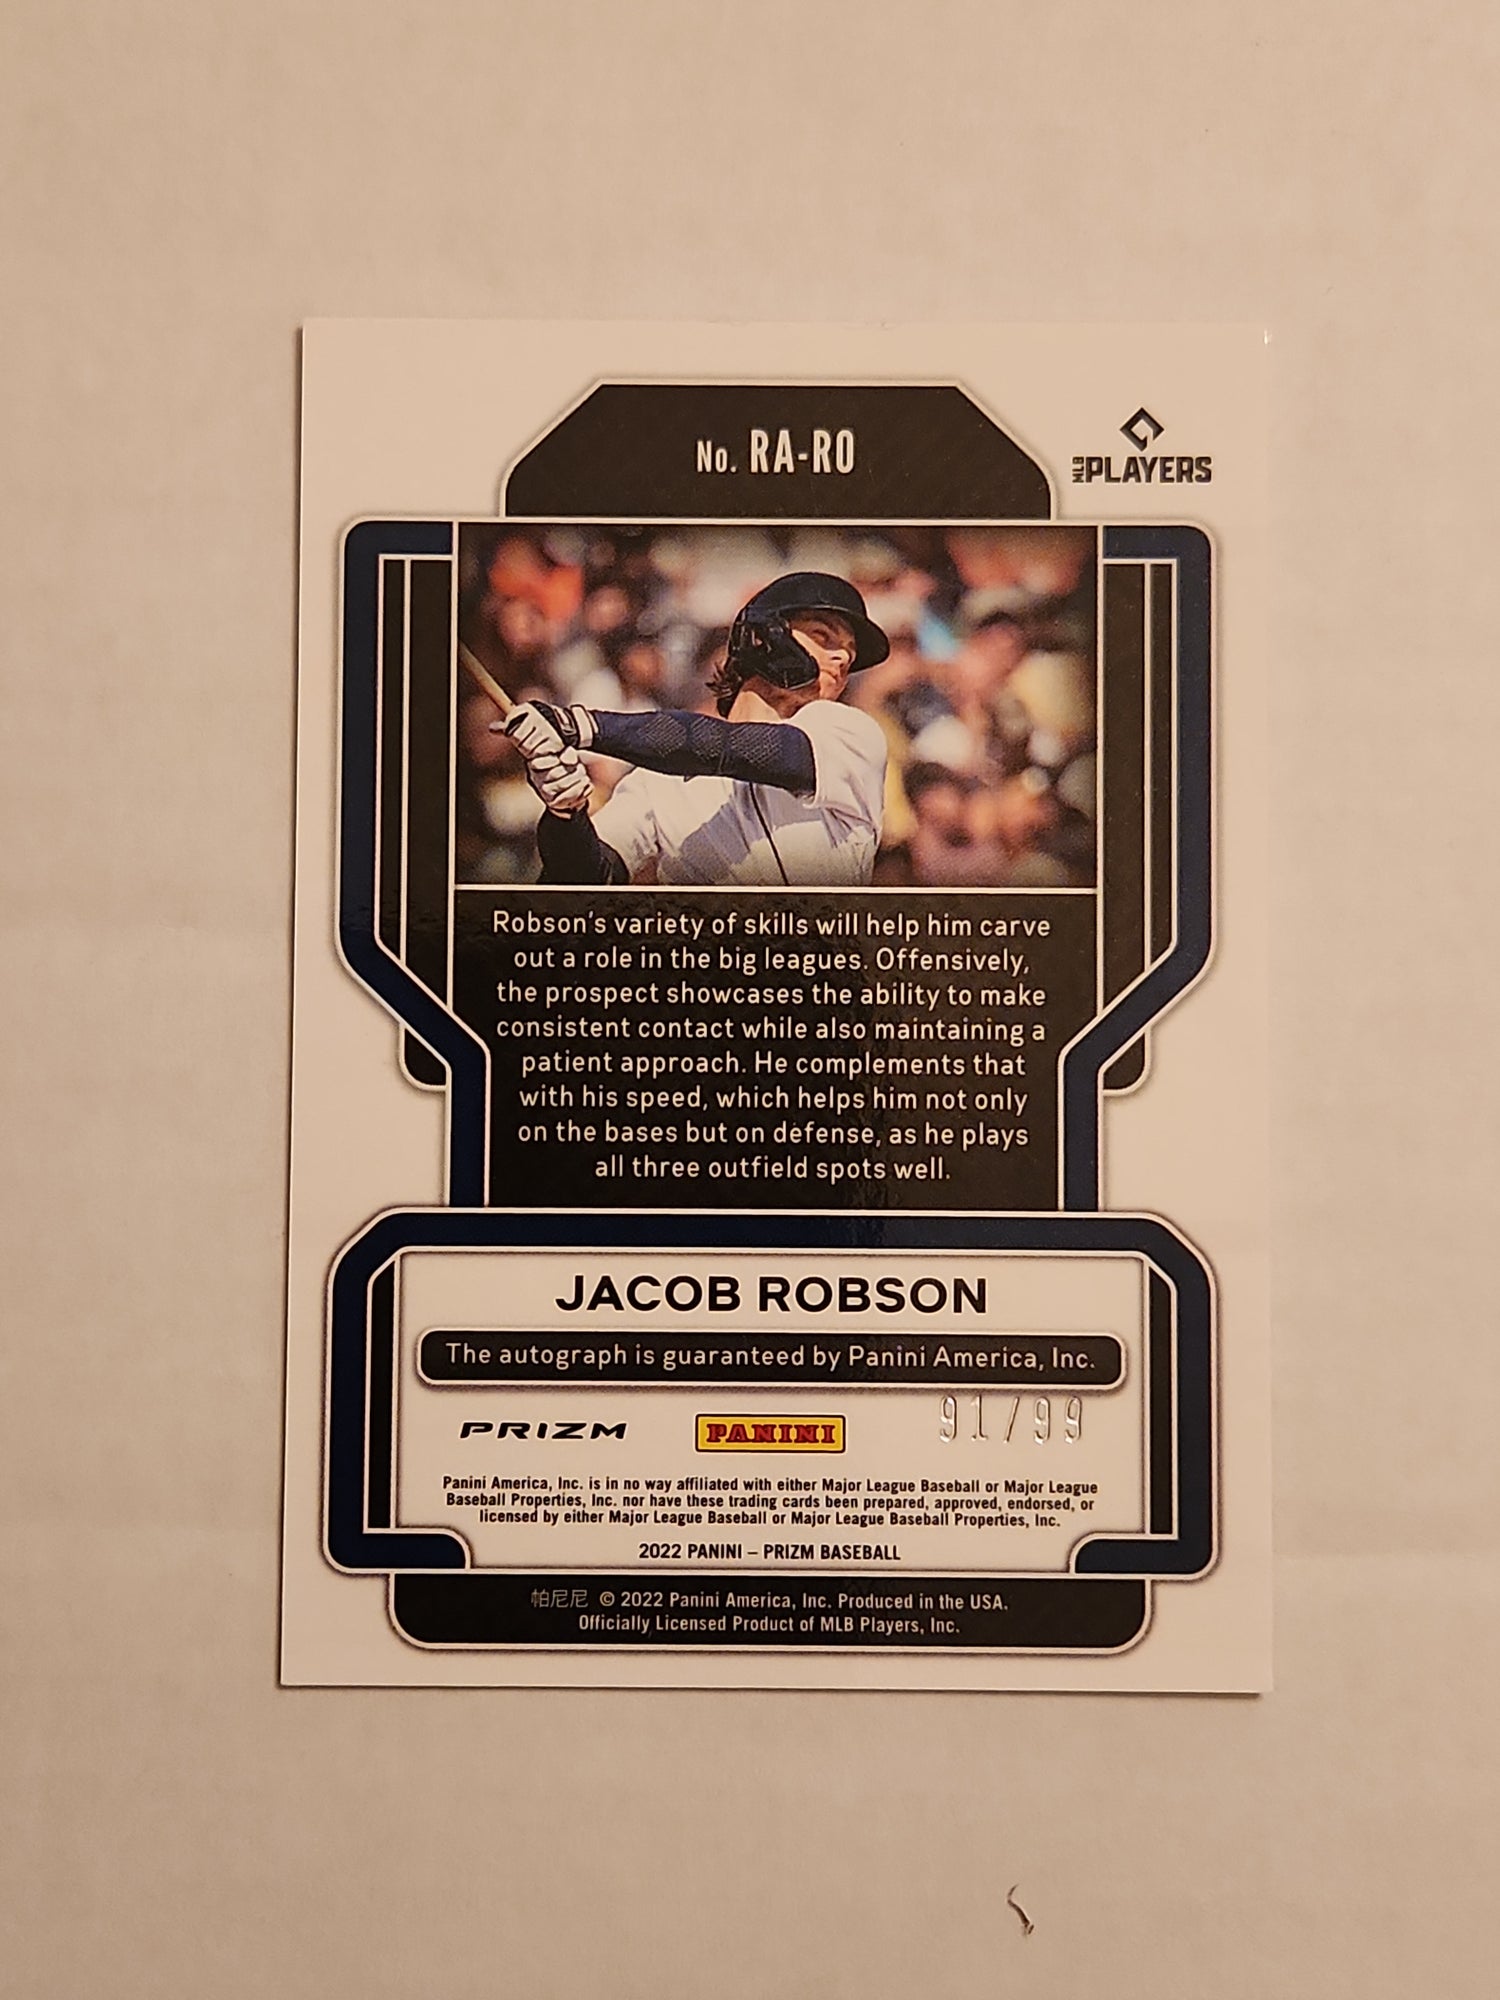 No. RA-RO
MLB PLAYERS
Robson's variety of skills will help him carve
out a role in the big leagues. Offensively,
the prospect showcases the ability to make
consistent contact while also maintaining a
patient approach. He complements that
with his speed, which helps him not only
on the bases but on defense, as he plays
all three outfield spots well.
JACOB ROBSON
The autograph is guaranteed by Panini America, Inc.
PRIZM PANINI 91/99
Panini America, Inc. is in no way affiliated with either Major League Baseball or Major League
Baseball Properties, Inc. nor have these trading cards been prepared, approved, endorsed, or
licensed by either Major League Baseball or Major League Baseball Properties, Inc.
2022 PANINI – PRIZM BASEBALL
帕尼尼 © 2022 Panini America, Inc. Produced in the USA.
Officially Licensed Product of MLB Players, Inc.